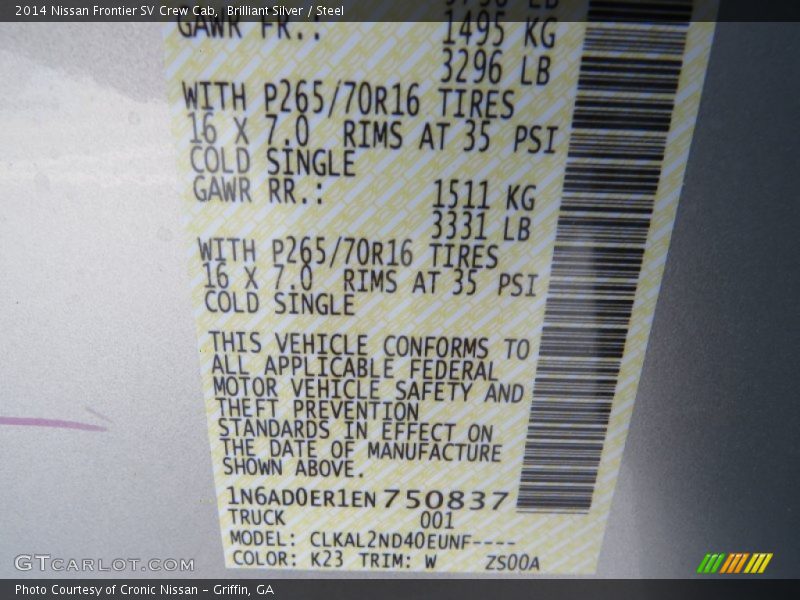 2014 Nissan Frontier SV Crew Cab, , Brilliant Silver / Steel
GAWR FR.: 1495 KG
3296 LB
WITH P265/70R16 TIRES
16 X 7.0 RIMS AT 35 PSI
COLD SINGLE
GAWR RR.: 1511 KG
3331 LB
WITH P265/70R16 TIRES
16 X 7.0 RIMS AT 35 PSI
COLD SINGLE
THIS VEHICLE CONFORMS TO
ALL APPLICABLE FEDERAL
MOTOR VEHICLE SAFETY AND
THEFT PREVENTION
STANDARDS IN EFFECT ON
THE DATE OF MANUFACTURE
SHOWN ABOVE.
1N6AD0ER1EN750837
TRUCK 001
MODEL: CLKAL2ND40EUNF----
COLOR: K23 TRIM: W ZS00A
GTCARLOT.COM
Photo Courtesy of Cronic Nissan – Griffin, GA